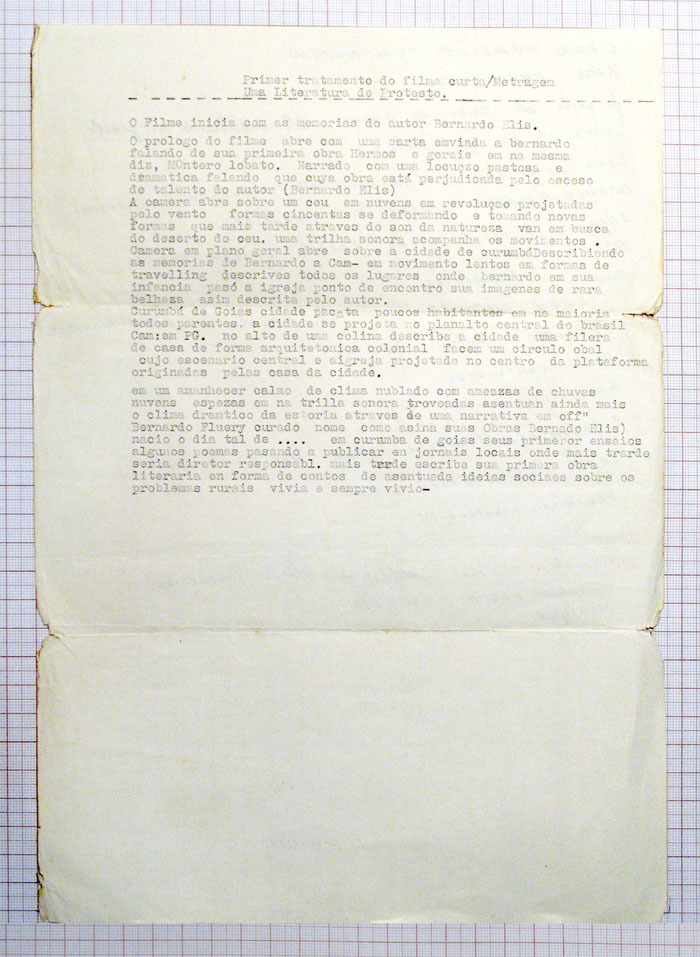 Primer tratamento do filme curta/Metragem
Uma Literatura de Protesto.
O Filme inicia com as memorias do autor Bernardo Elis.
O prologo do filme abre com uma carta emviada a bernardo
falando de sua primeira obra Hermos e gerais em na mesma
diz, MOntero lobato. Narrado com uma locuçzo pastosa e
dramatica falando que cuya obra está perjudicada pelo esceso
de talento do autor (Bernardo Elis)
A camera abre sobre um ceu em nuvens em revoluçao projetadas
pelo vento formas cincentas se deformando e tomando novas
formas que mais tarde atraves do son da natureza van em busca
do deserto do ceu. uma trilha sonora acompanha os movimentos .
Camera em plano geral abre sobre a cidade de curumbáDescribiendo
as memorias de Bernardo a Cam- em movimento lentos em formas de
travelling descrives todos os lugares onde bernardo em sua
infancia pasó a igreja ponto de encontro sua imagenes de rara
belheza asim descrita pelo autor.
Curumbá de Goias cidade pacata poucos habitantes em na maioria
todos parentes. a cidade se projeta no planalto central do brasil
Cam:em PG. no alto de uma colina describe a cidade uma filera
de casa de forma arquitetonica colonial facem um circulo obal
cujo escenario central e aigreja projetada no centro da plataforma
originadas pelas casa da cidade.
em um amanhecer calmo de clima nublado com ameazas de chuvas
nuvens espezas em na trilla sonora trovoadas asentuan ainda mais
o clima dramtico da estoria atraves de uma narrativa em off"
Bernardo Fluery curado nome como asina suas Obras Bernado Elis)
nacio o dia tal de .... em curumba de goias seus primeror ensaios
algunos poemas pasando a publicar en jornais locais onde mais trarde
seria diretor responsabl. mais trrde escribe sua primera obra
literaria en forma de contos de asentuada ideias sociaes sobre os
problemas rurais vivia e sempre vivio-